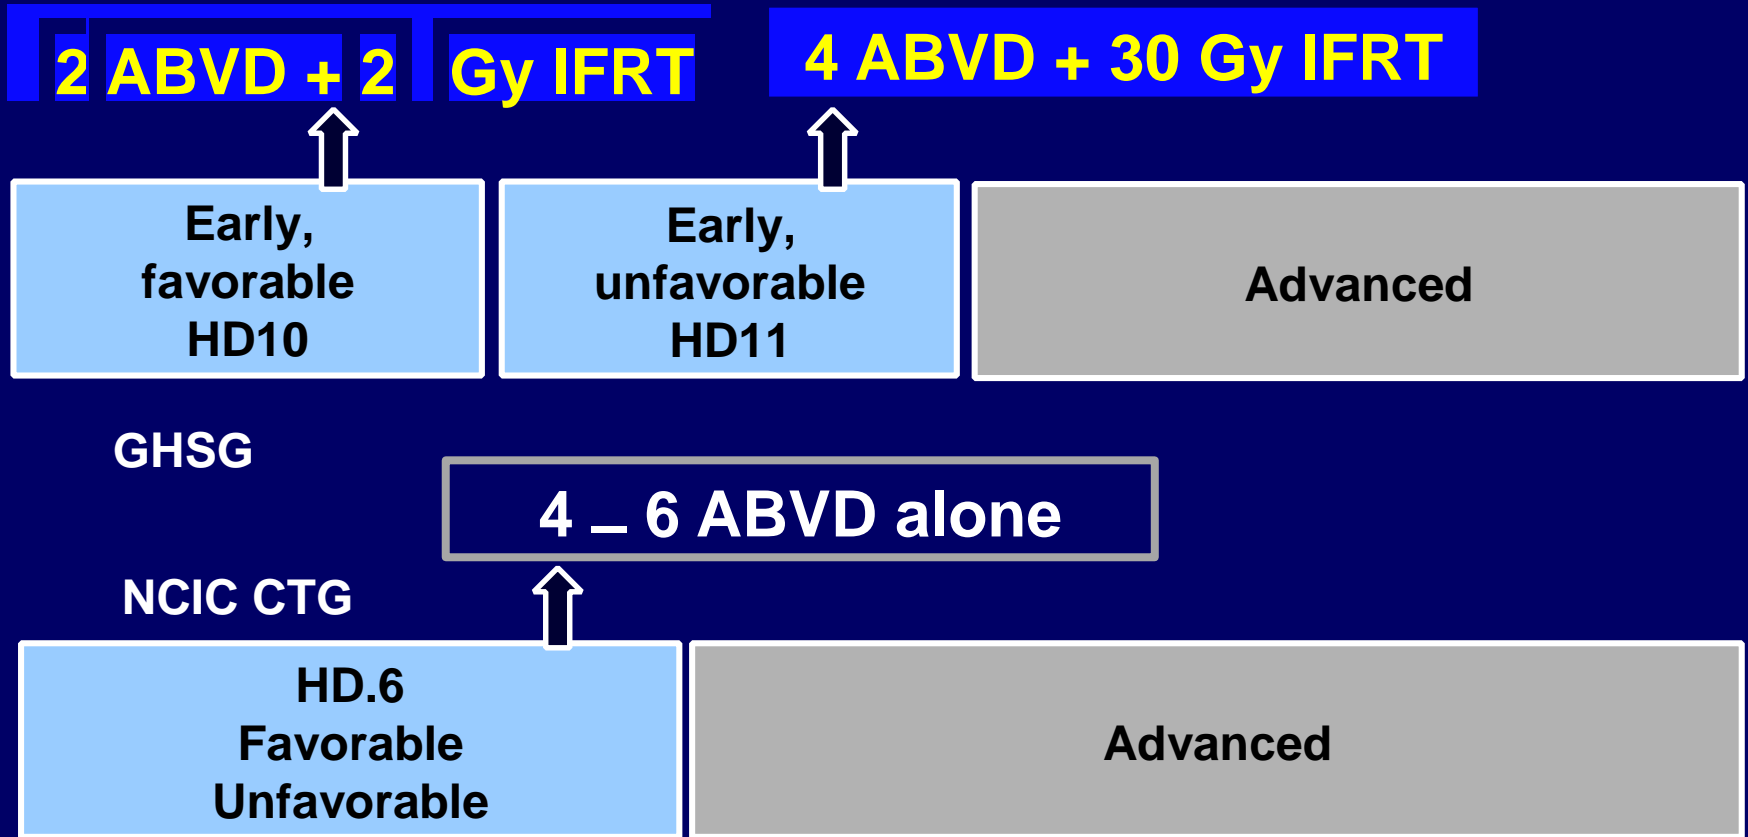 2 ABVD + 2 Gy IFRT
4 ABVD + 30 Gy IFRT
Early,
favorable
HD10
Early,
unfavorable
HD11
Advanced
GHSG
4 – 6 ABVD alone
NCIC CTG
HD.6
Favorable
Unfavorable
Advanced